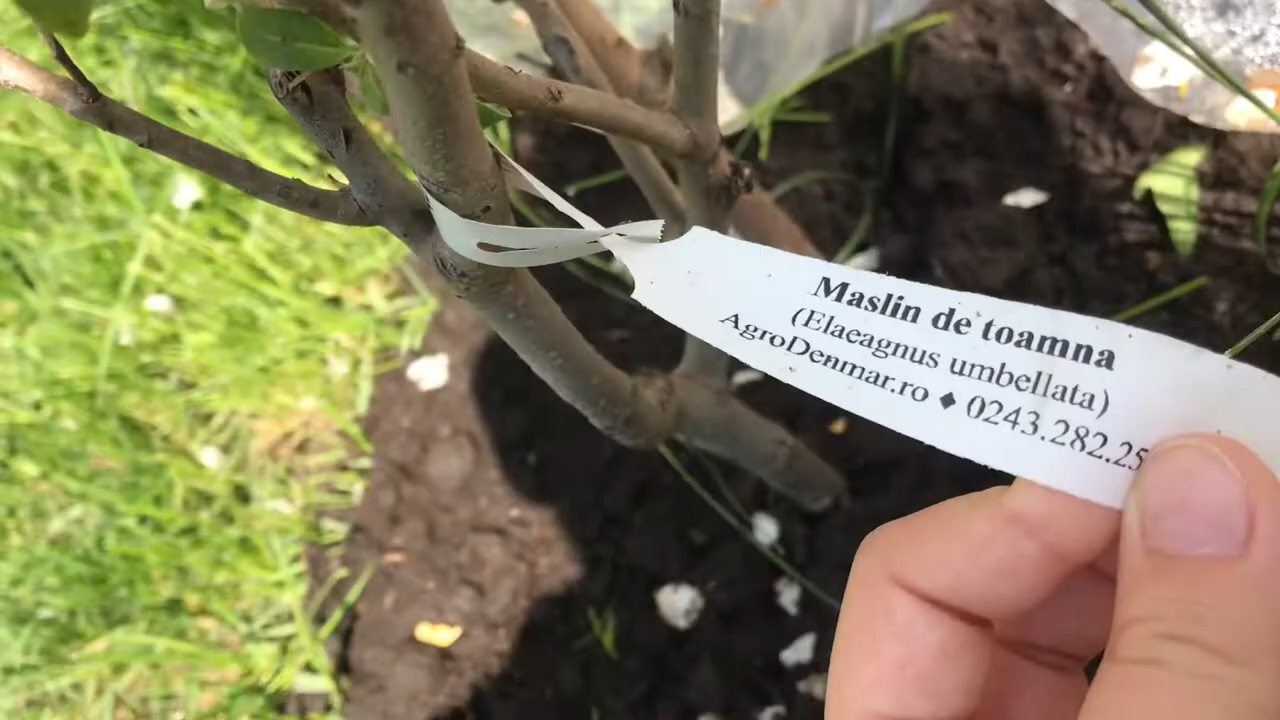 Maslin de toamna
(Elaeagnus umbellata)
AgroDenmar.ro ♦ 0243.282.25